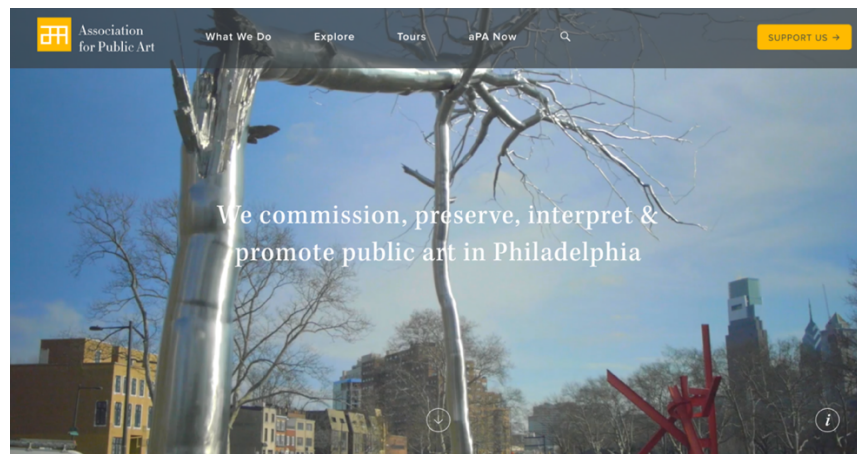 Association
for Public Art
What We Do
Explore
Tours
aPA Now
SUPPORT US →
We commission, preserve, interpret &
promote public art in Philadelphia
i